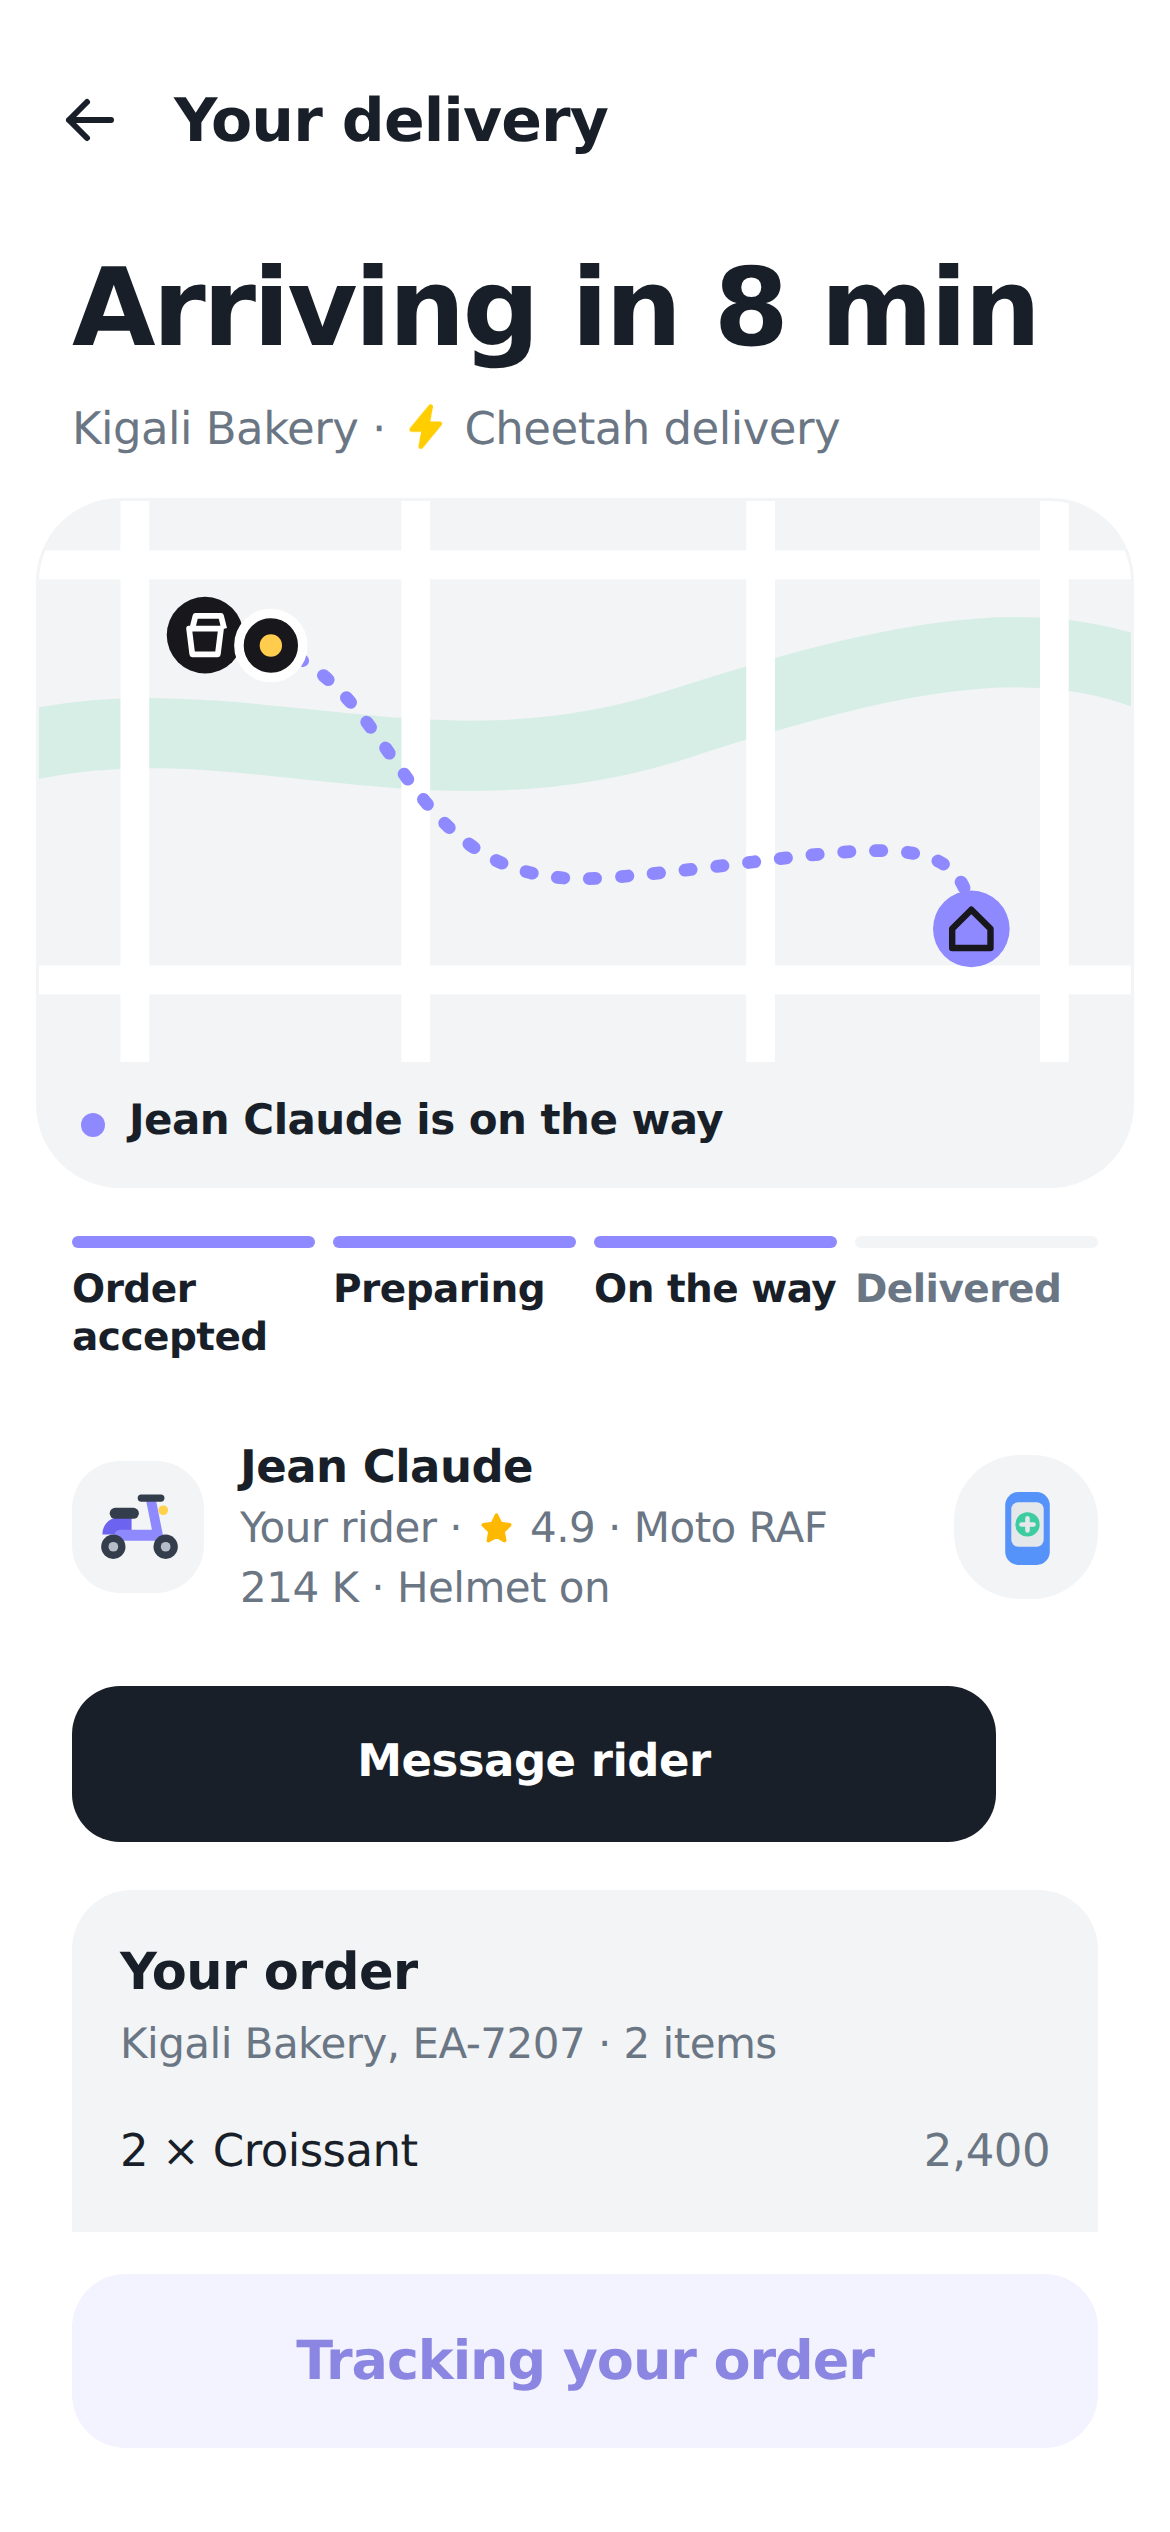 Your delivery
Arriving in 8 min
Kigali Bakery · Cheetah delivery
Jean Claude is on the way
Order accepted
Preparing
On the way
Delivered
Jean Claude
Your rider · 4.9 · Moto RAF
214 K · Helmet on
Message rider
Your order
Kigali Bakery, EA-7207 · 2 items
2 × Croissant 2,400
Tracking your order